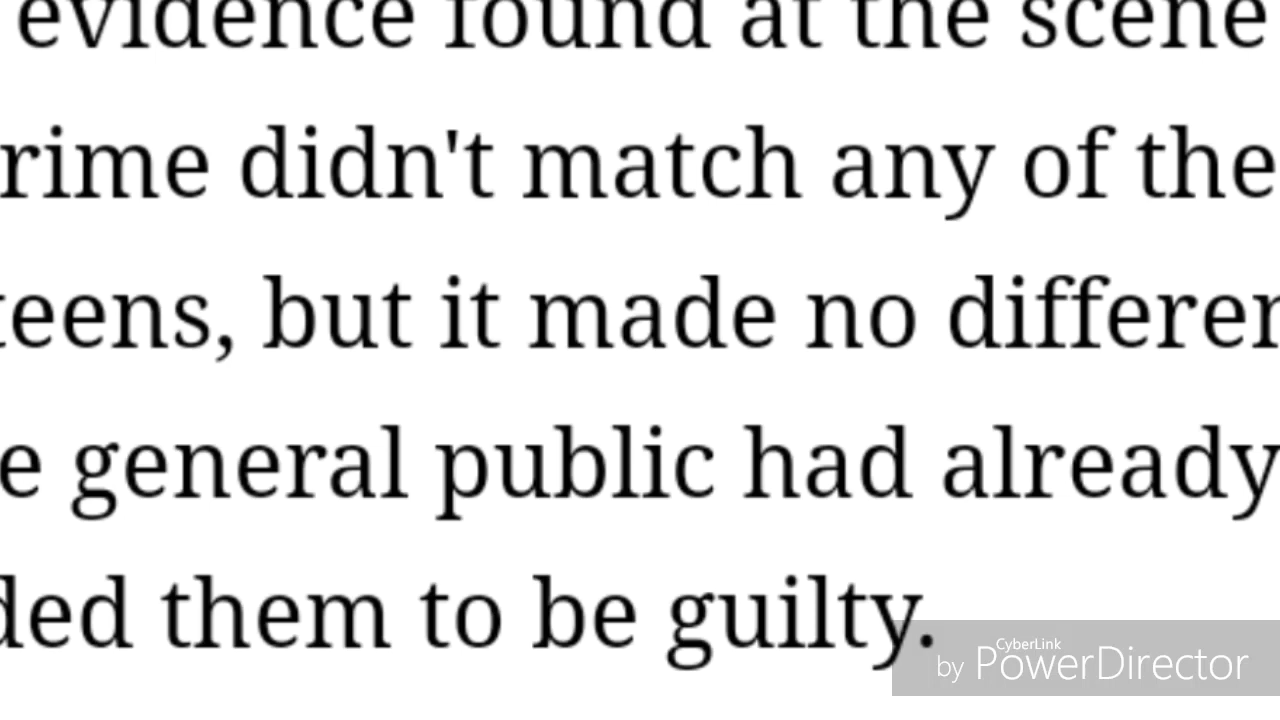 evidence found at the scene
rime didn't match any of the
teens, but it made no differen
e general public had already
ded them to be guilty.
by CyberLink PowerDirector